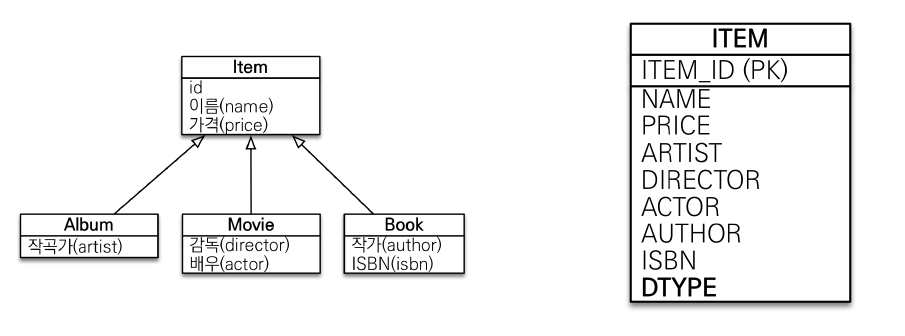 Item
id
이름(name)
가격(price)
Album
작곡가(artist)
Movie
감독(director)
배우(actor)
Book
작가(author)
ISBN(isbn)
ITEM
ITEM_ID (PK)
NAME
PRICE
ARTIST
DIRECTOR
ACTOR
AUTHOR
ISBN
DTYPE